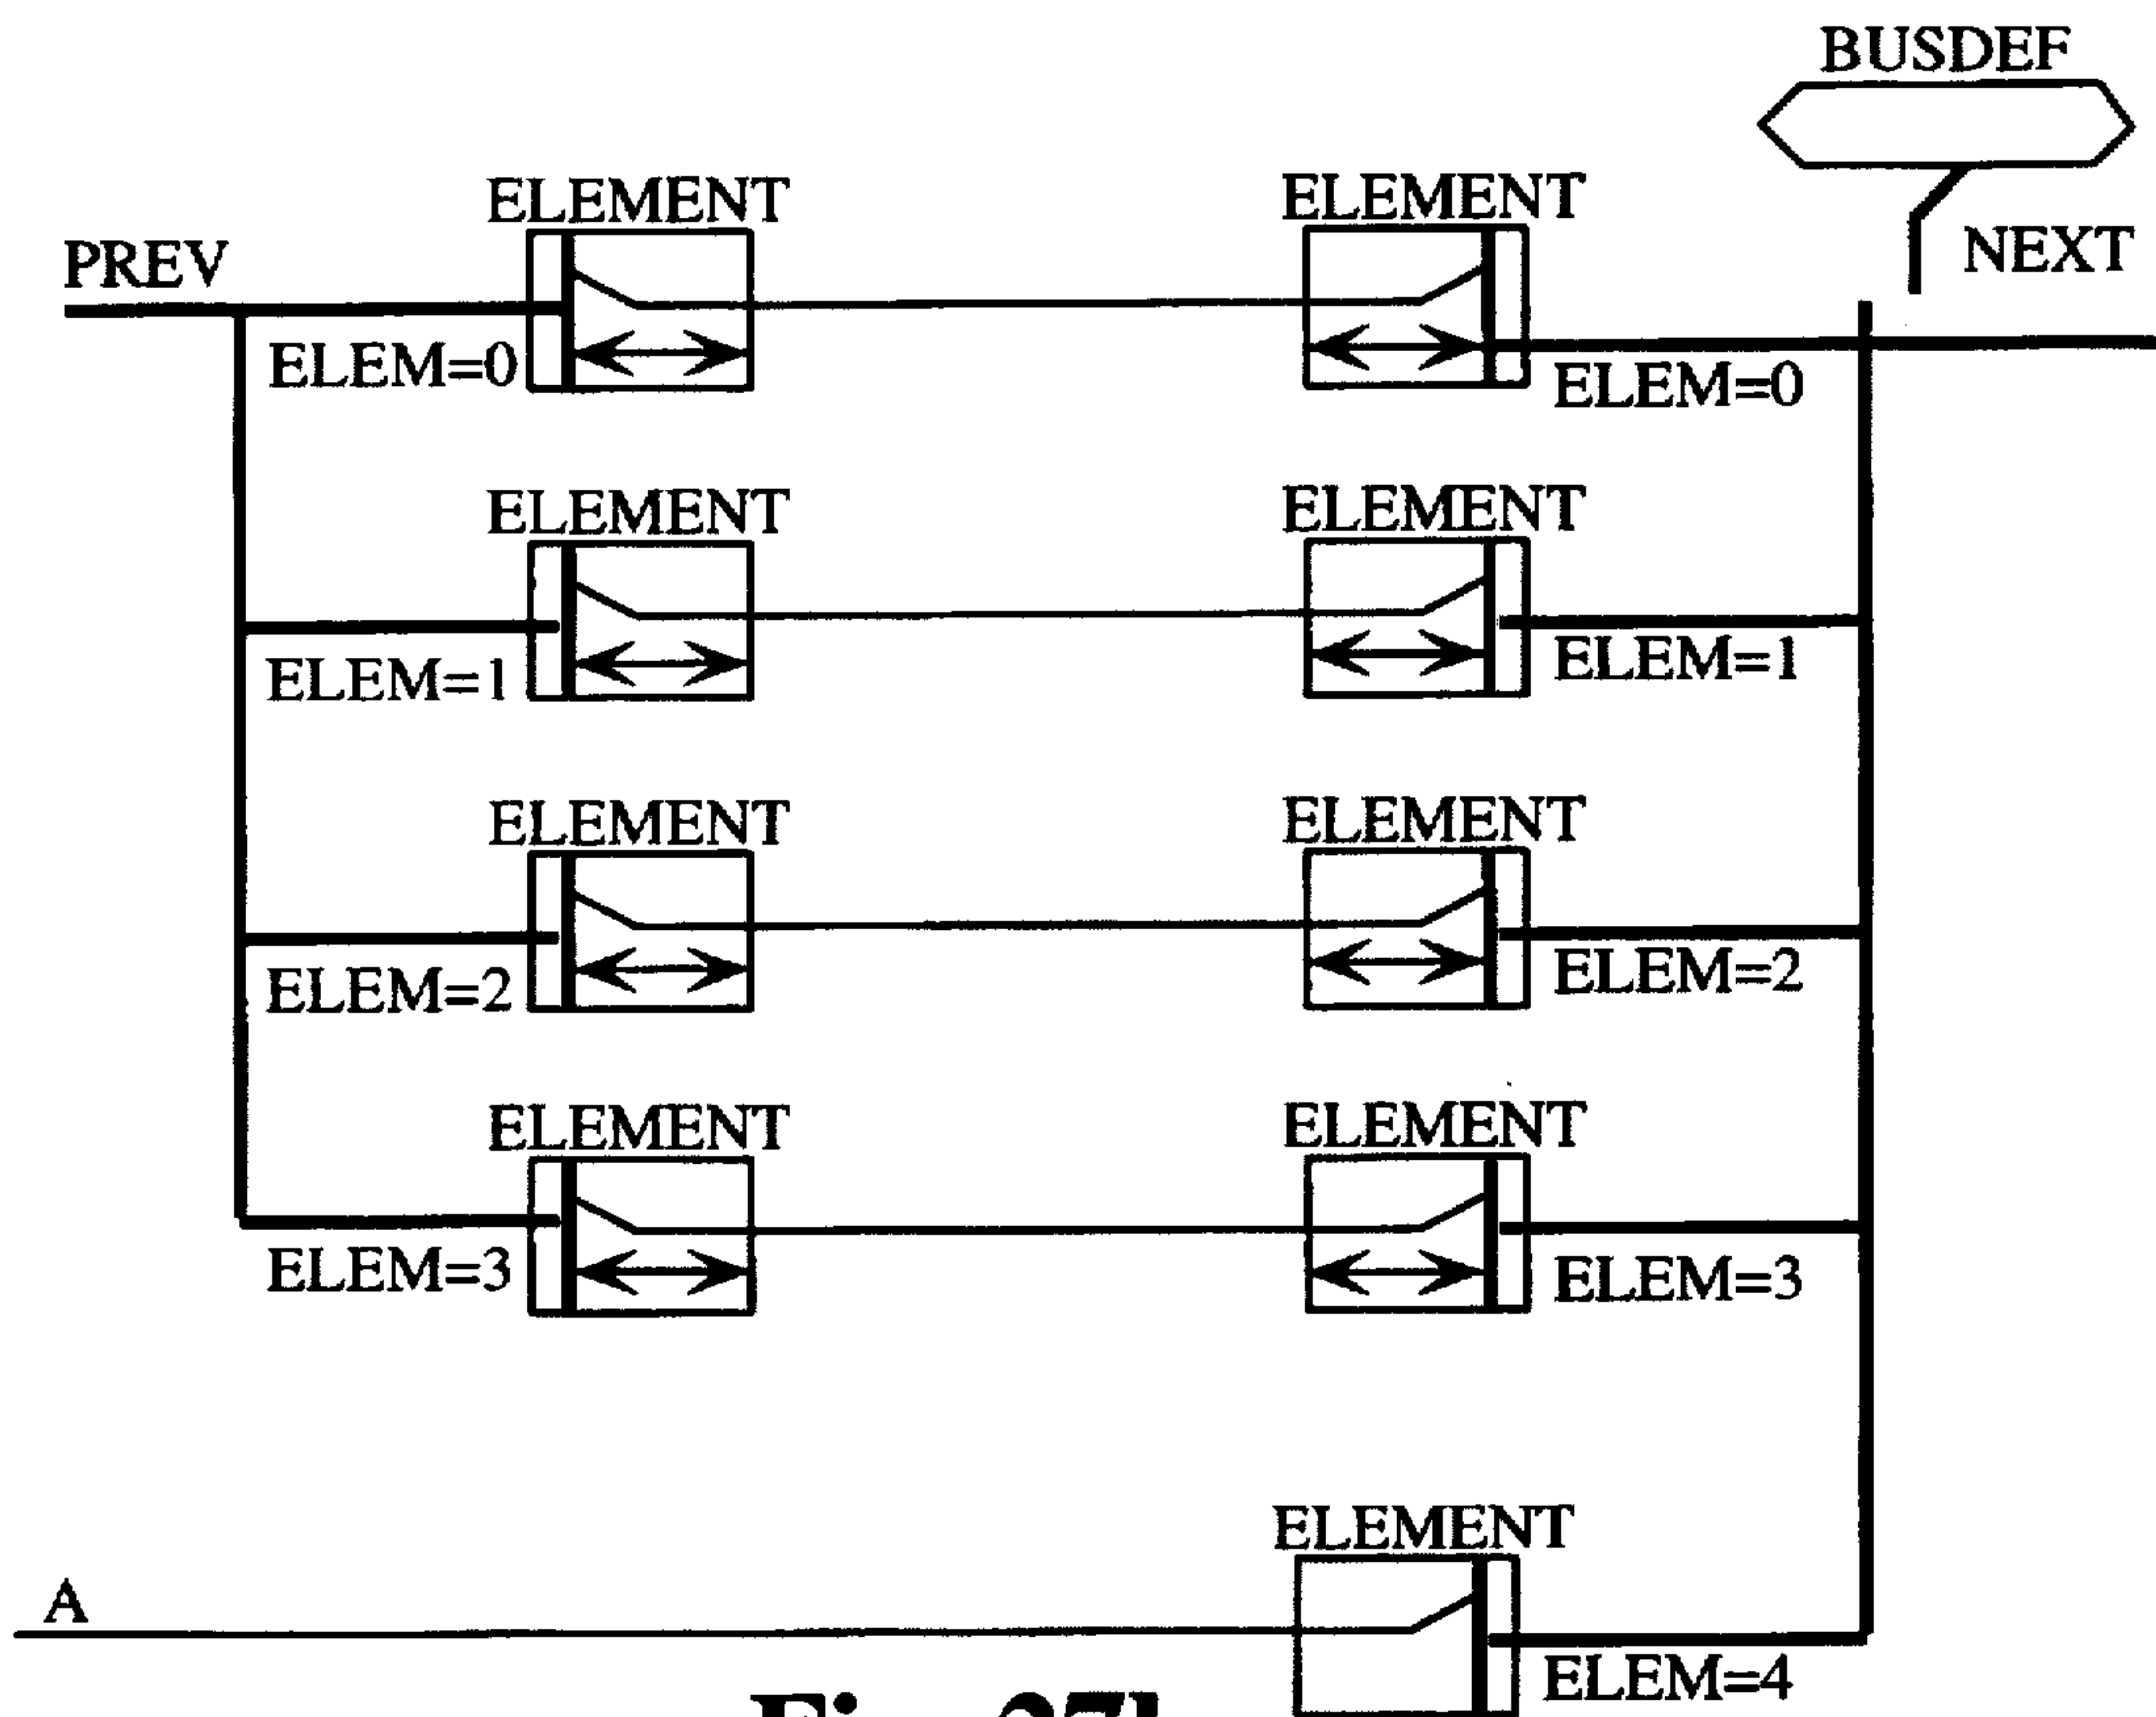 BUSDEF
ELEMENT ELEMENT
PREV NEXT
ELEM=0 ELEM=0
ELEMENT ELEMENT
ELEM=1 ELEM=1
ELEMENT ELEMENT
ELEM=2 ELEM=2
ELEMENT ELEMENT
ELEM=3 ELEM=3
ELEMENT
A
ELEM=4